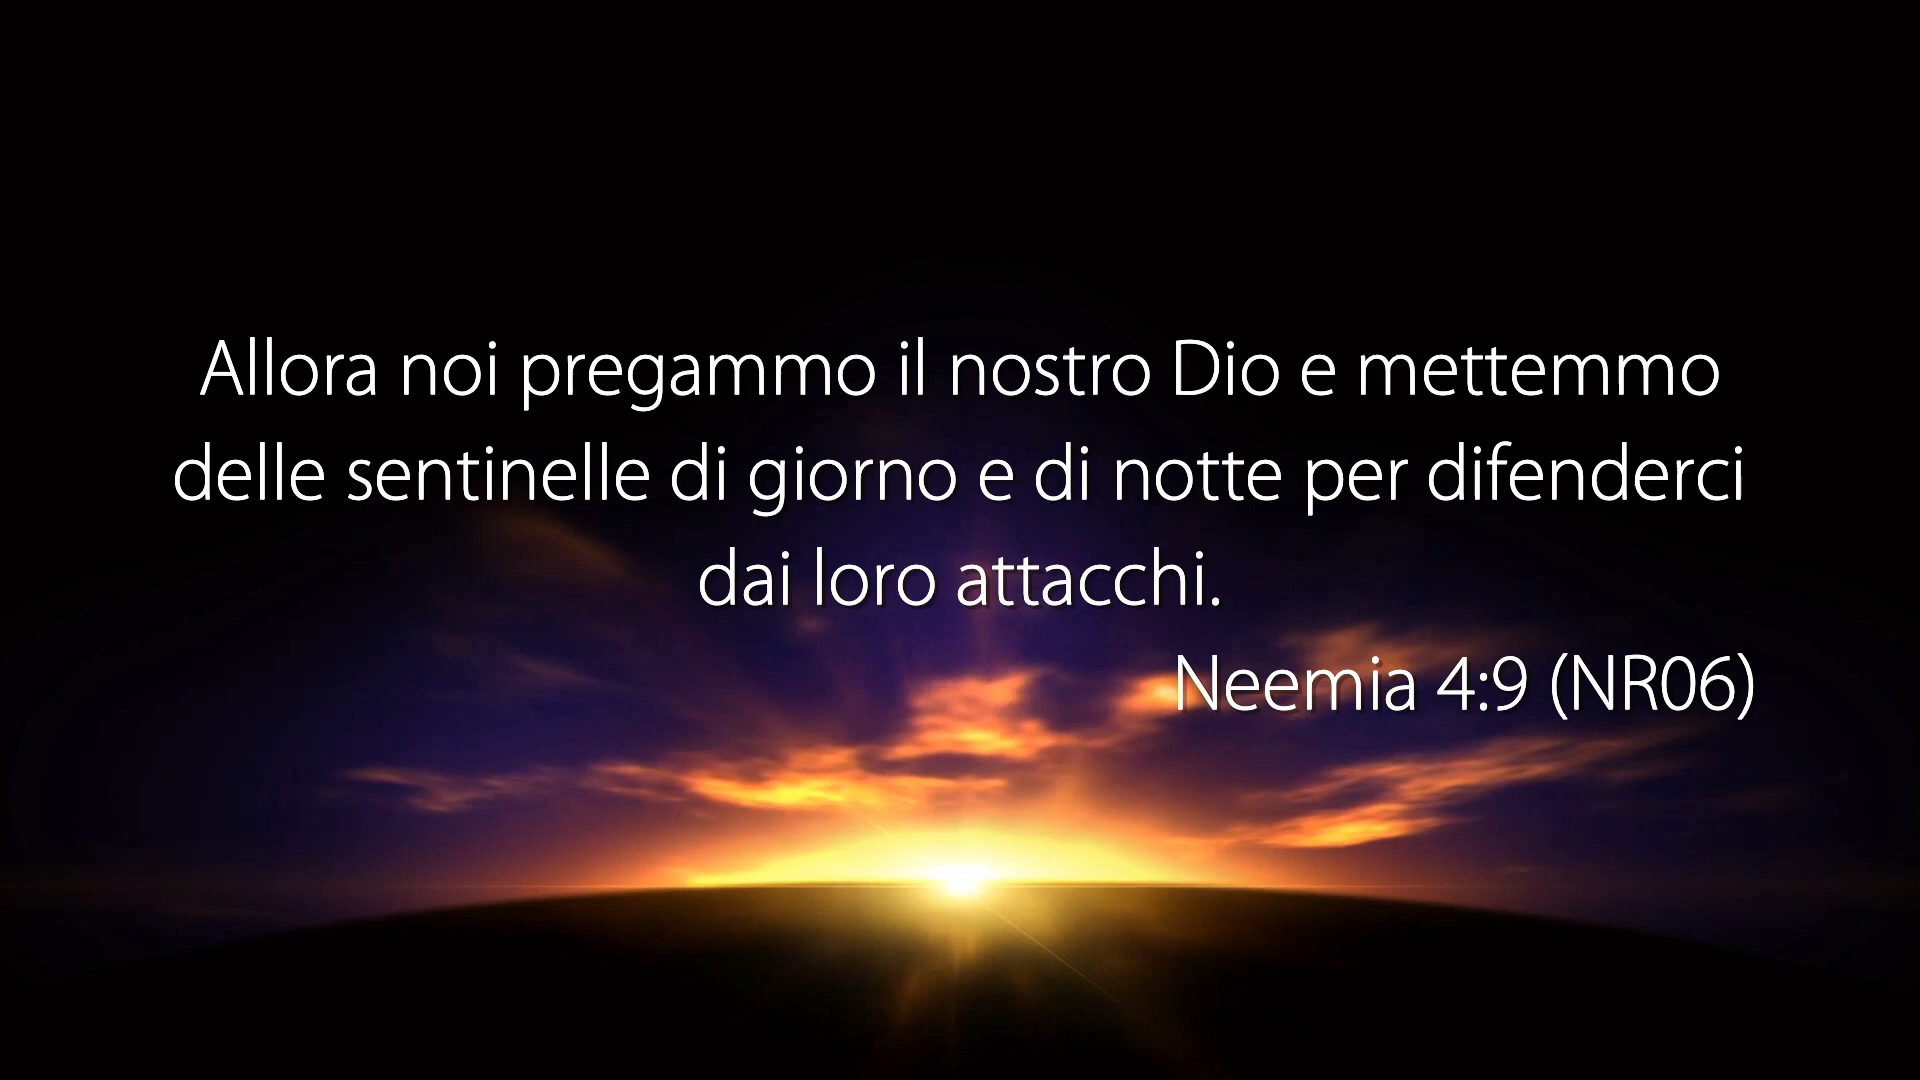 Allora noi pregammo il nostro Dio e mettemmo
delle sentinelle di giorno e di notte per difenderci
dai loro attacchi.
Neemia 4:9 (NR06)